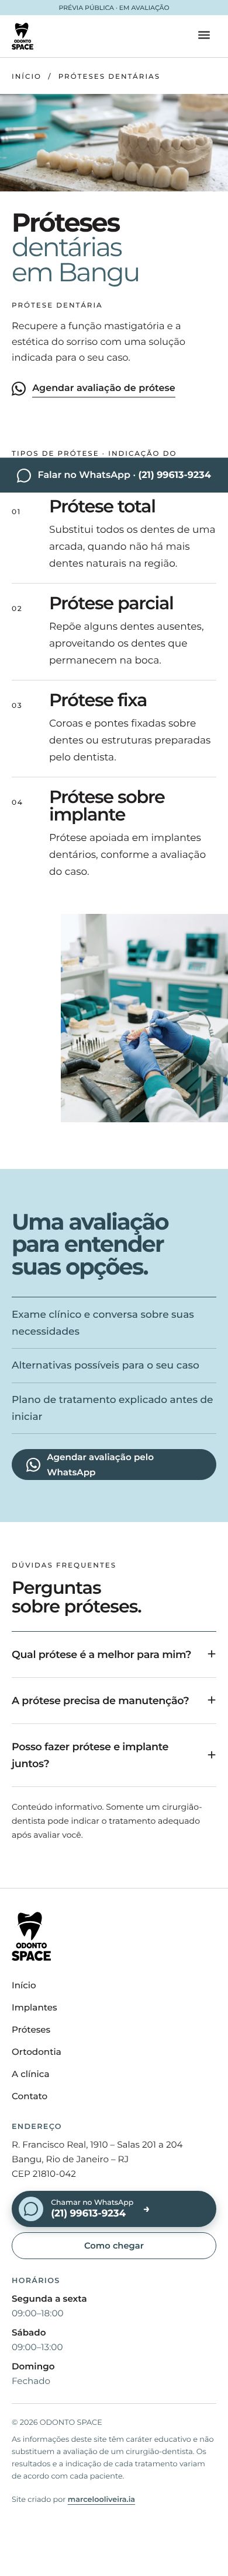 PRÉVIA PÚBLICA · EM AVALIAÇÃO
ODONTO
SPACE
INÍCIO / PRÓTESES DENTÁRIAS
Próteses
dentárias
em Bangu
PRÓTESE DENTÁRIA
Recupere a função mastigatória e a
estética do sorriso com uma solução
indicada para o seu caso.
Agendar avaliação de prótese
TIPOS DE PRÓTESE · INDICAÇÃO DO
Falar no WhatsApp · (21) 99613-9234
01
Prótese total
Substitui todos os dentes de uma
arcada, quando não há mais
dentes naturais na região.
02
Prótese parcial
Repõe alguns dentes ausentes,
aproveitando os dentes que
permanecem na boca.
03
Prótese fixa
Coroas e pontes fixadas sobre
dentes ou estruturas preparadas
pelo dentista.
04
Prótese sobre
implante
Prótese apoiada em implantes
dentários, conforme a avaliação
do caso.
Uma avaliação
para entender
suas opções.
Exame clínico e conversa sobre suas
necessidades
Alternativas possíveis para o seu caso
Plano de tratamento explicado antes de
iniciar
Agendar avaliação pelo
WhatsApp
DÚVIDAS FREQUENTES
Perguntas
sobre próteses.
Qual prótese é a melhor para mim? +
A prótese precisa de manutenção? +
Posso fazer prótese e implante
juntos? +
Conteúdo informativo. Somente um cirurgião-
dentista pode indicar o tratamento adequado
após avaliar você.
ODONTO
SPACE
Início
Implantes
Próteses
Ortodontia
A clínica
Contato
ENDEREÇO
R. Francisco Real, 1910 – Salas 201 a 204
Bangu, Rio de Janeiro – RJ
CEP 21810-042
Chamar no WhatsApp
(21) 99613-9234 →
Como chegar
HORÁRIOS
Segunda a sexta
09:00–18:00
Sábado
09:00–13:00
Domingo
Fechado
© 2026 ODONTO SPACE
As informações deste site têm caráter educativo e não
substituem a avaliação de um cirurgião-dentista. Os
resultados e a indicação de cada tratamento variam
de acordo com cada paciente.
Site criado por marcelooliveira.ia